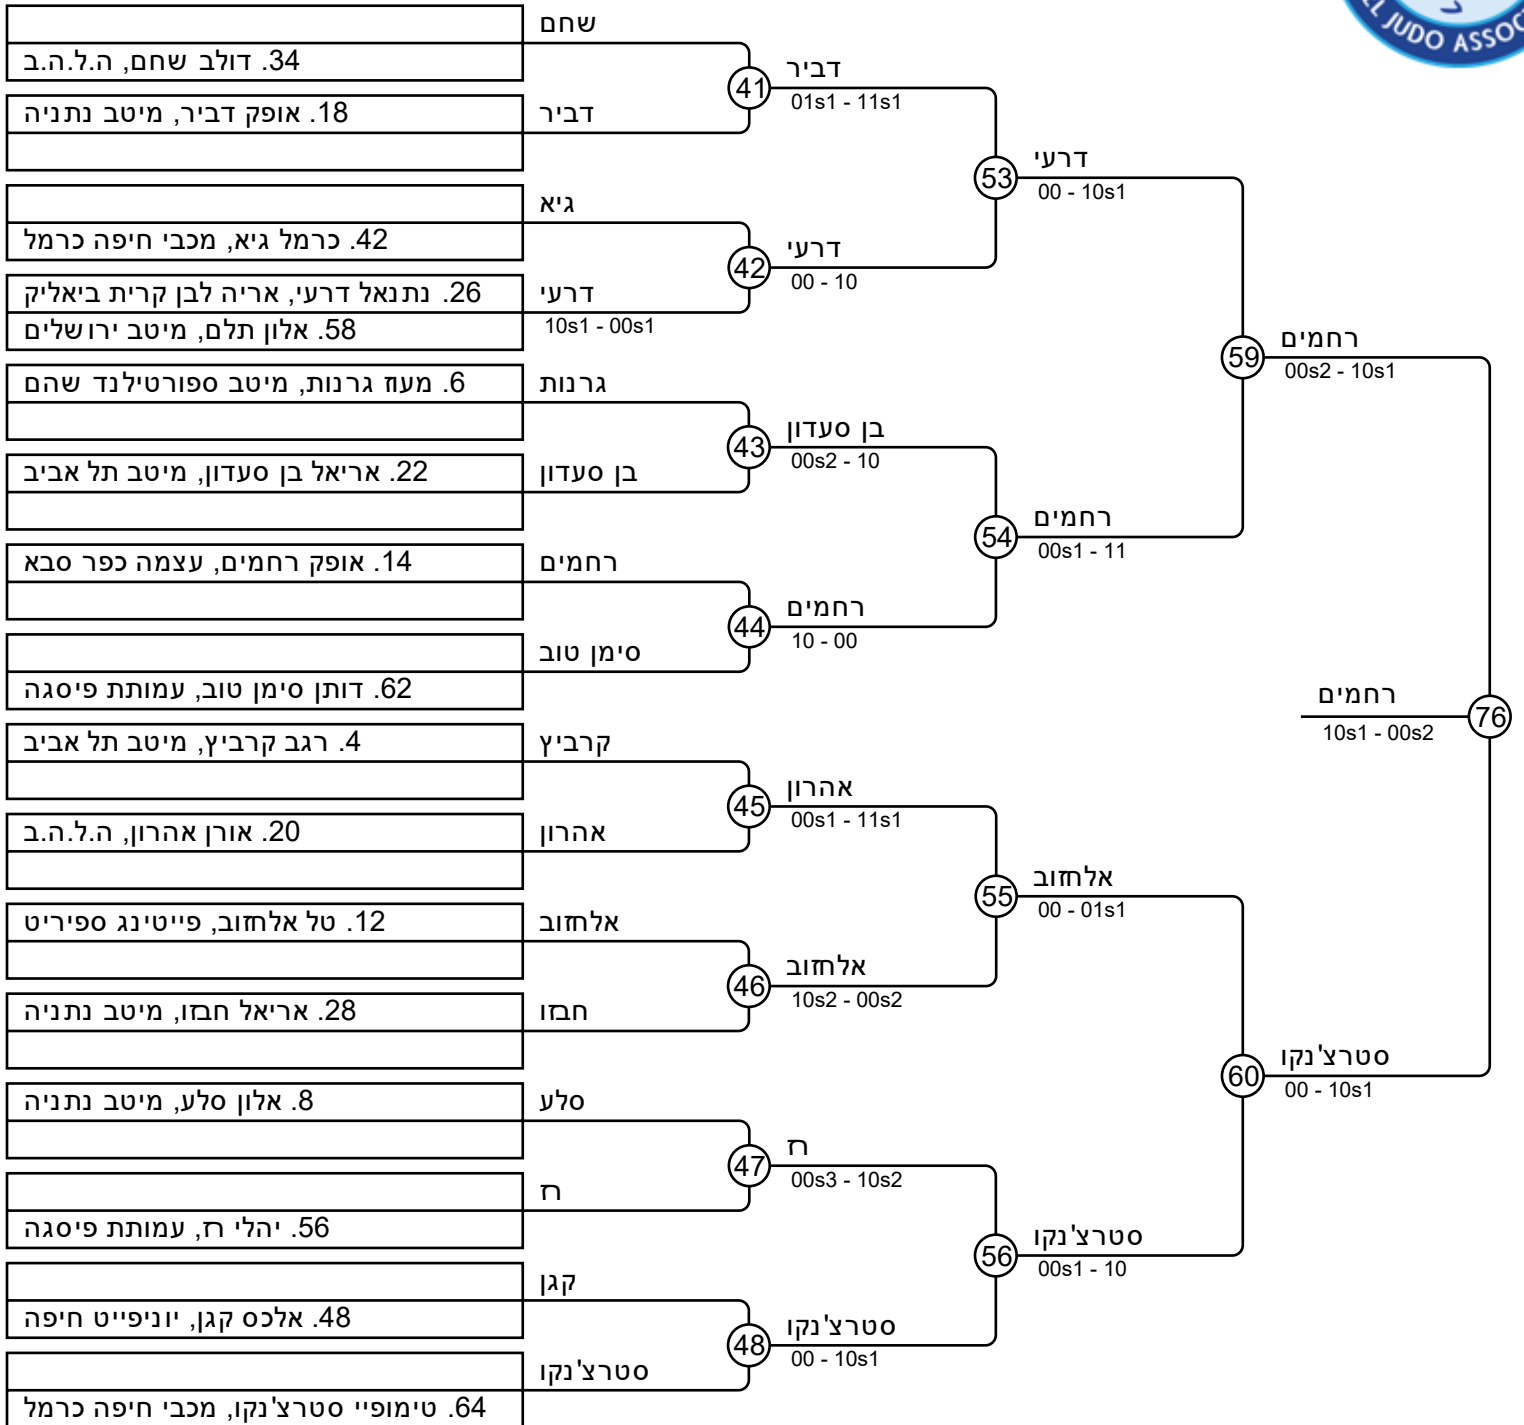 L JUDO ASSOC
שחם
34. דולב שחם, ה.ל.ה.ב
18. אופק דביר, מיטב נתניה
דביר
41
דביר
01s1 - 11s1
גיא
42. כרמל גיא, מכבי חיפה כרמל
26. נתנאל דרעי, אריה לבן קרית ביאליק
דרעי
10s1 - 00s1
58. אלון תלם, מיטב ירושלים
42
דרעי
00 - 10
53
דרעי
00 - 10s1
6. מעוז גרנות, מיטב ספורטילנד שהם
גרנות
22. אריאל בן סעדון, מיטב תל אביב
בן סעדון
43
בן סעדון
00s2 - 10
14. אופק רחמים, עצמה כפר סבא
רחמים
סימן טוב
62. דותן סימן טוב, עמותת פיסגה
44
רחמים
10 - 00
54
רחמים
00s1 - 11
59
רחמים
00s2 - 10s1
4. רגב קרביץ, מיטב תל אביב
קרביץ
20. אורן אהרון, ה.ל.ה.ב
אהרון
45
אהרון
00s1 - 11s1
12. טל אלחזוב, פייטינג ספיריט
אלחזוב
28. אריאל חבזו, מיטב נתניה
חבזו
46
אלחזוב
10s2 - 00s2
55
אלחזוב
00 - 01s1
8. אלון סלע, מיטב נתניה
סלע
רז
56. יהלי רז, עמותת פיסגה
47
רז
00s3 - 10s2
קגן
48. אלכס קגן, יוניפייט חיפה
סטרצ'נקו
64. טימופיי סטרצ'נקו, מכבי חיפה כרמל
48
סטרצ'נקו
00 - 10s1
56
סטרצ'נקו
00s1 - 10
60
סטרצ'נקו
00 - 10s1
76
רחמים
10s1 - 00s2